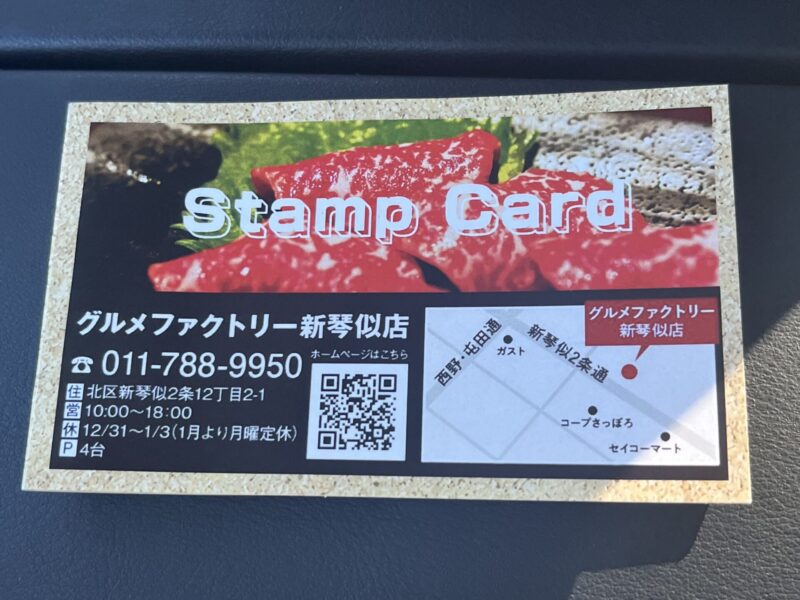 Stamp Card
グルメファクトリー新琴似店
☎ 011-788-9950
ホームページはこちら
住 北区新琴似2条12丁目2-1
営 10:00〜18:00
休 12/31〜1/3(1月より月曜定休)
P 4台
グルメファクトリー
新琴似店
西野・屯田通
ガスト
新琴似2条通
コープさっぽろ
セイコーマート